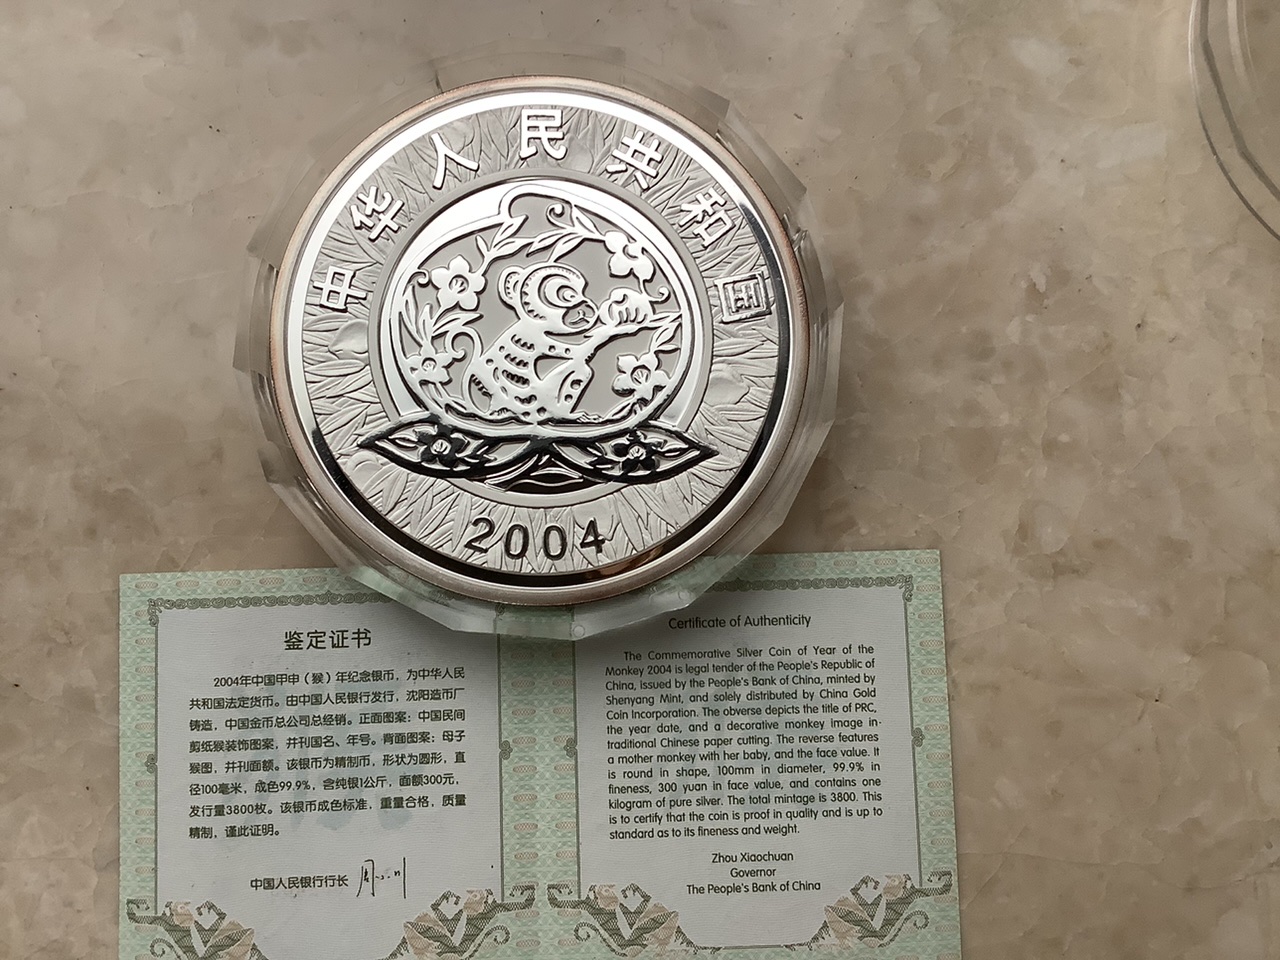 中华人民共和国
2004
鉴定证书
2004年中国甲申（猴）年纪念银币，为中华人民
共和国法定货币。由中国人民银行发行，沈阳造币厂
铸造，中国金币总公司总经销。正面图案：中国民间
剪纸猴装饰图案，并刊国名、年号。背面图案：母子
猴图，并刊面额。该银币为精制币，形状为圆形，直
径100毫米，成色99.9%，含纯银1公斤，面额300元，
发行量3800枚。该银币成色标准，重量合格，质量
精制，谨此证明。
中国人民银行行长
Certificate of Authenticity
The Commemorative Silver Coin of Year of the
Monkey 2004 is legal tender of the People's Republic of
China, issued by the People's Bank of China, minted by
Shenyang Mint, and solely distributed by China Gold
Coin Incorporation. The obverse depicts the title of PRC,
the year date, and a decorative monkey image in
traditional Chinese paper cutting. The reverse features
a mother monkey with her baby, and the face value. It
is round in shape, 100mm in diameter, 99.9% in
fineness, 300 yuan in face value, and contains one
kilogram of pure silver. The total mintage is 3800. This
is to certify that the coin is proof in quality and is up to
standard as to its fineness and weight.
Zhou Xiaochuan
Governor
The People's Bank of China